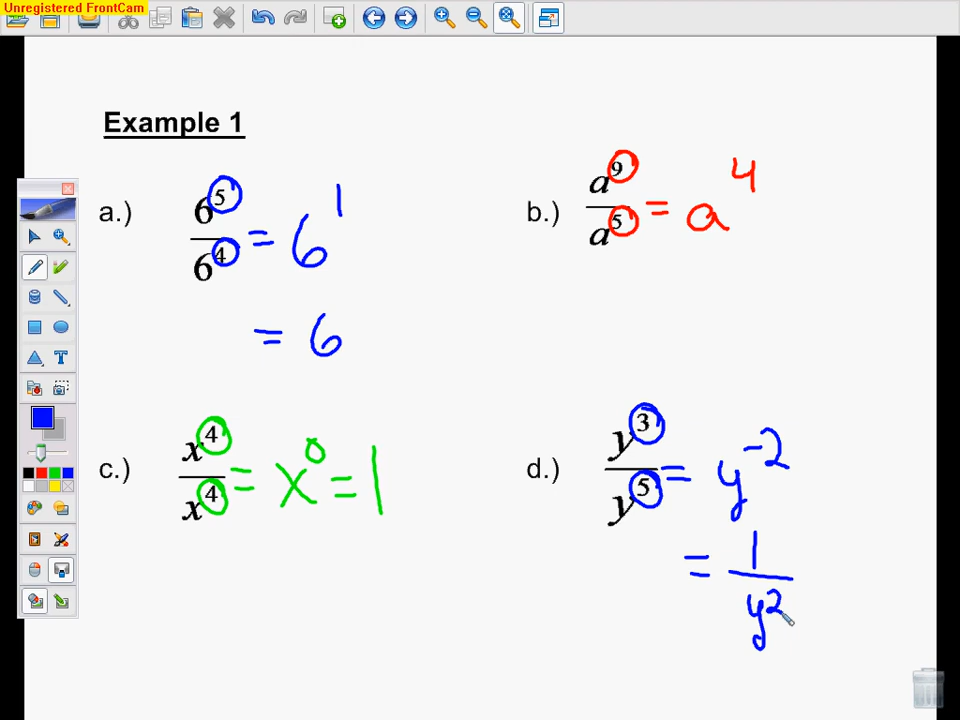 Unregistered FrontCam
Example 1
a.) 6^5/6^4 = 6^1
= 6
b.) a^9/a^5 = a^4
c.) x^4/x^4 = x^0 = 1
d.) y^3/y^5 = y^-2
= 1/y^2
T